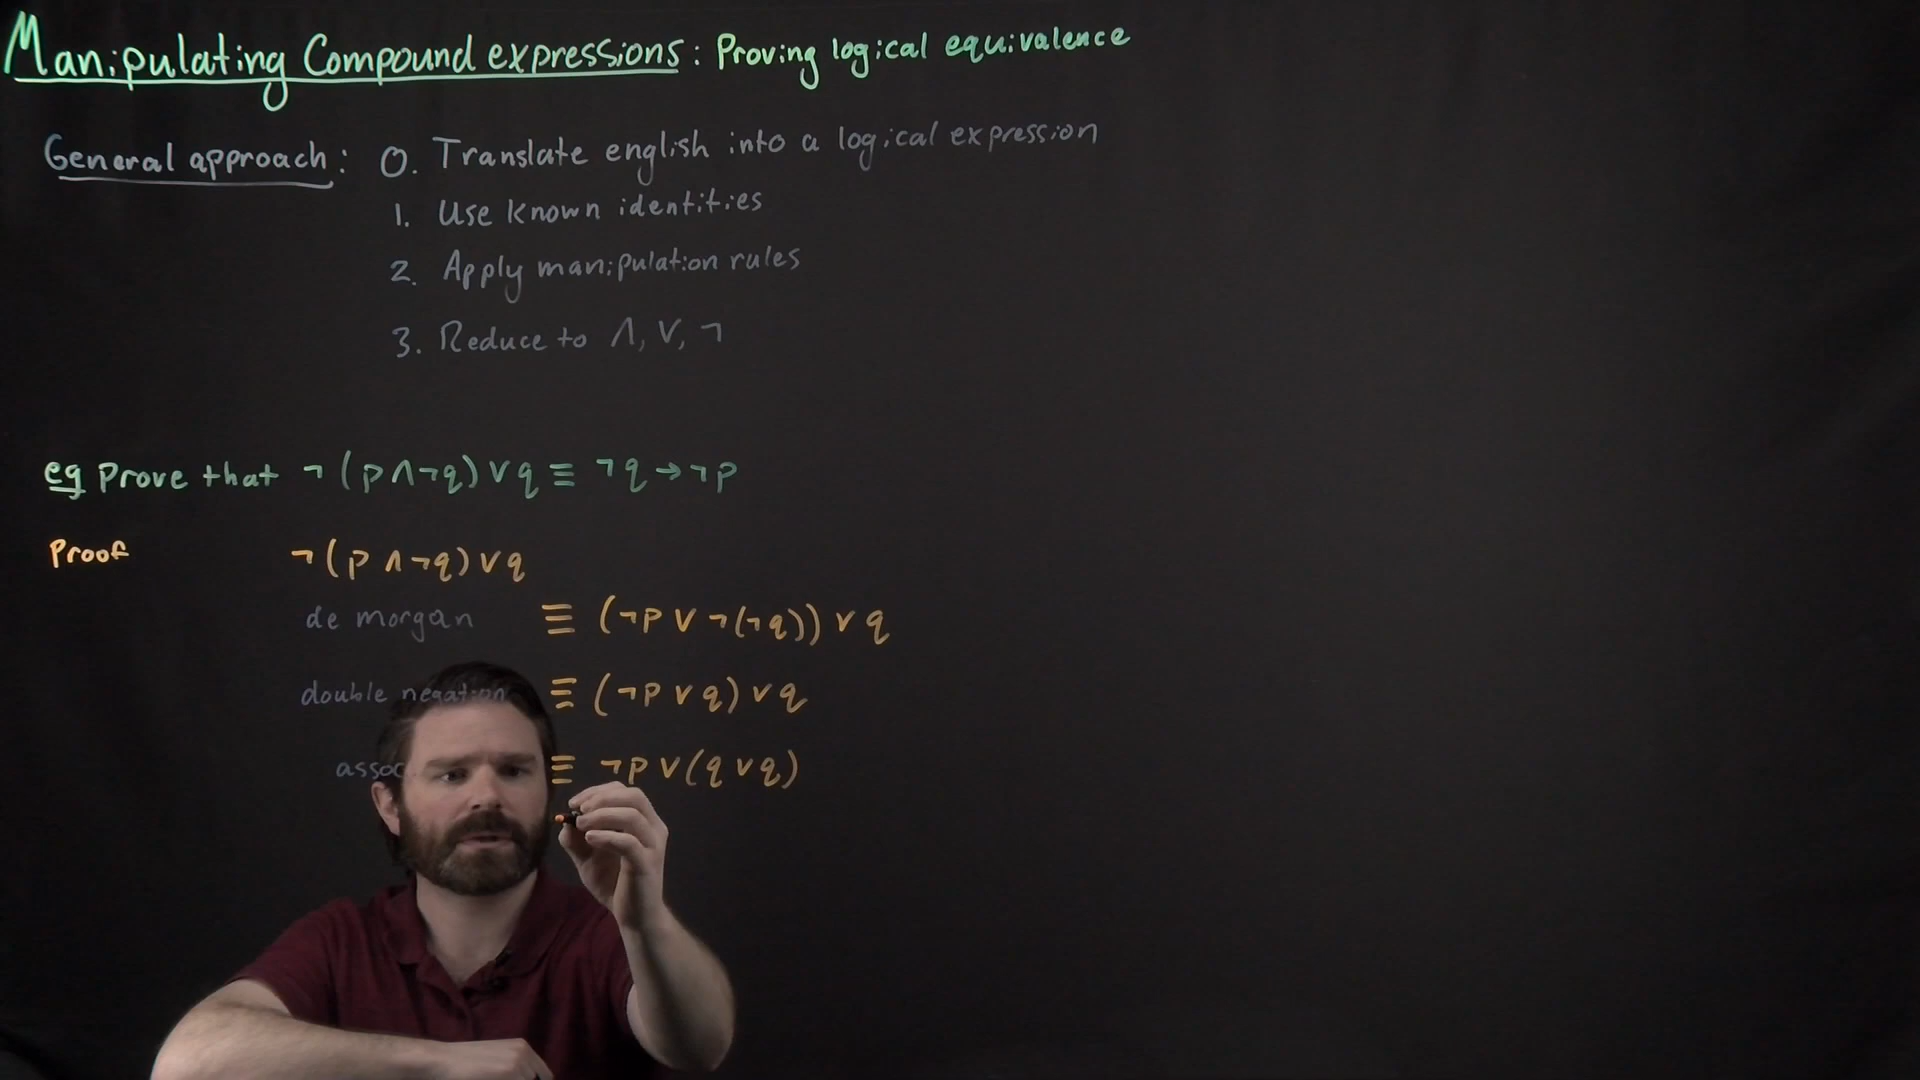 Manipulating Compound expressions: Proving logical equivalence
General approach: 0. Translate english into a logical expression
1. Use known identities
2. Apply manipulation rules
3. Reduce to ∧, ∨, ¬
eg Prove that ¬(p∧¬q)∨q ≡ ¬q→¬p
Proof ¬(p∧¬q)∨q
de morgan ≡ (¬p∨¬(¬q))∨q
double negation ≡ (¬p∨q)∨q
≡ ¬p∨(q∨q)